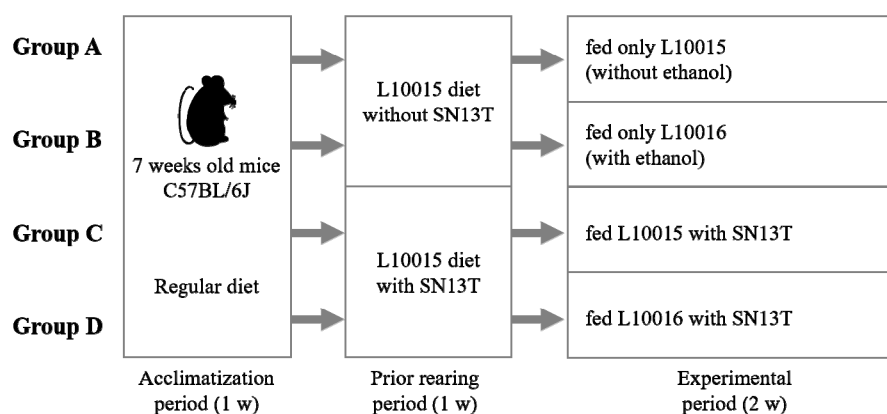 Group A
Group B
Group C
Group D
7 weeks old mice
C57BL/6J
Regular diet
Acclimatization
period (1 w)
L10015 diet
without SN13T
L10015 diet
with SN13T
Prior rearing
period (1 w)
fed only L10015
(without ethanol)
fed only L10016
(with ethanol)
fed L10015 with SN13T
fed L10016 with SN13T
Experimental
period (2 w)